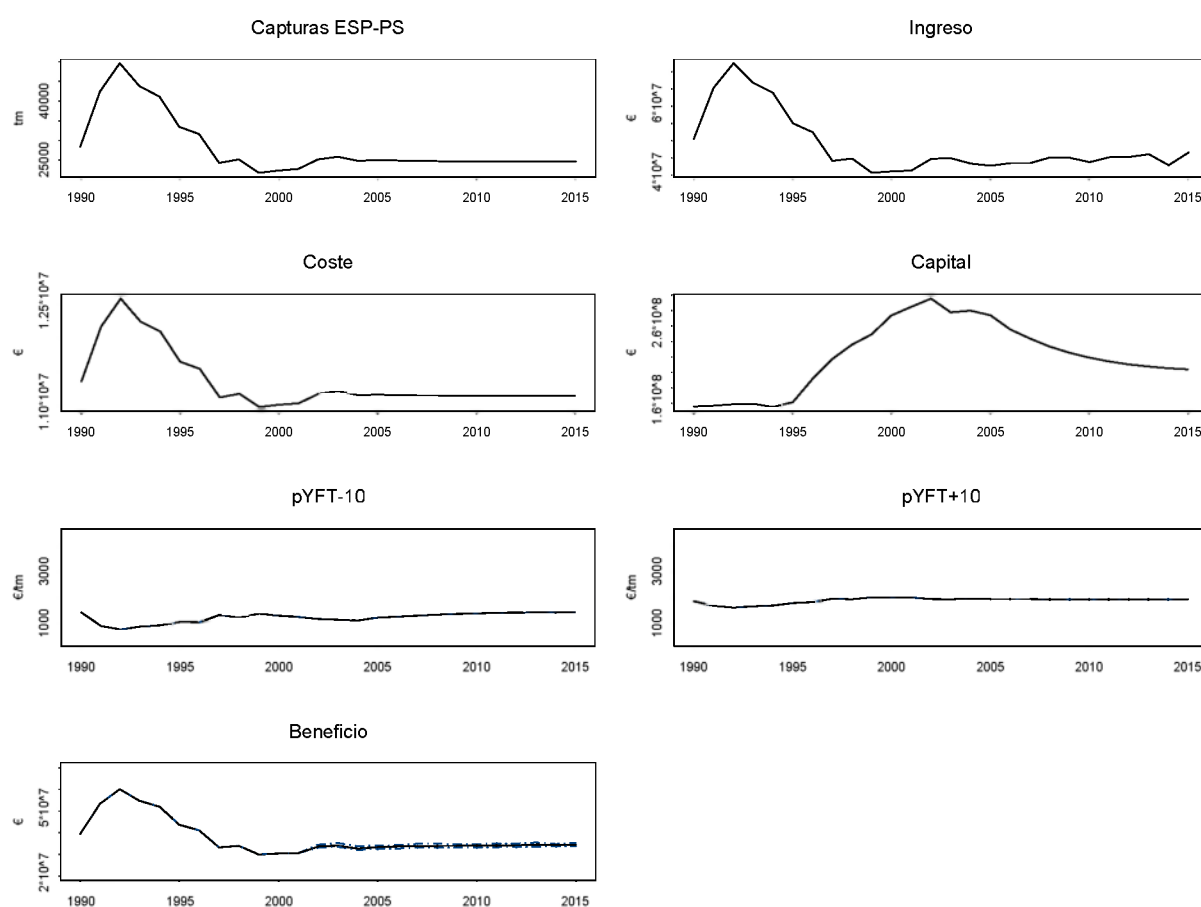 Capturas ESP-PS
tm
40000
25000
1990 1995 2000 2005 2010 2015
Ingreso
€
6*10^7
4*10^7
1990 1995 2000 2005 2010 2015
Coste
€
1.25*10^7
1.10*10^7
1990 1995 2000 2005 2010 2015
Capital
€
2.6*10^8
1.6*10^8
1990 1995 2000 2005 2010 2015
pYFT-10
€/tm
3000
1000
1990 1995 2000 2005 2010 2015
pYFT+10
€/tm
3000
1000
1990 1995 2000 2005 2010 2015
Beneficio
€
5*10^7
2*10^7
1990 1995 2000 2005 2010 2015